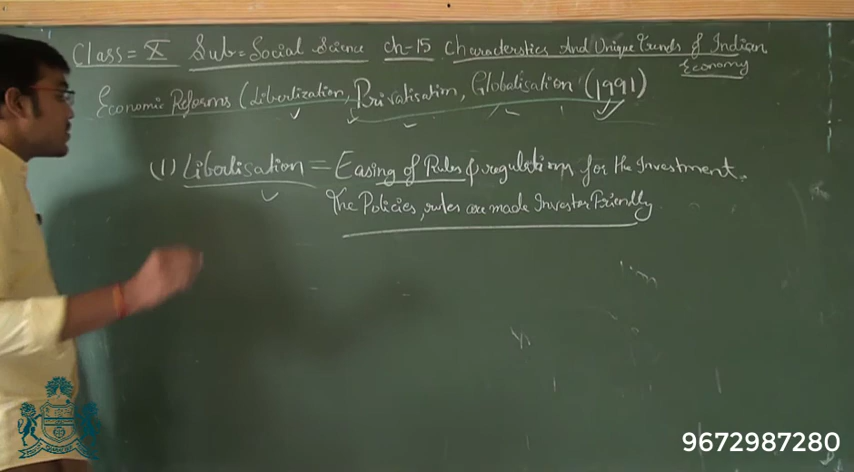 Class = X Sub = Social Science ch-15 Characterstics And Unique Trends of Indian
Economy
Economic Reforms (Libertization, Privatisation, Globalisation (1991)
(1) Liberlisation = Easing of Rules & regulations for the Investment.
The Policies, rules are made Investor Friendly
9672987280